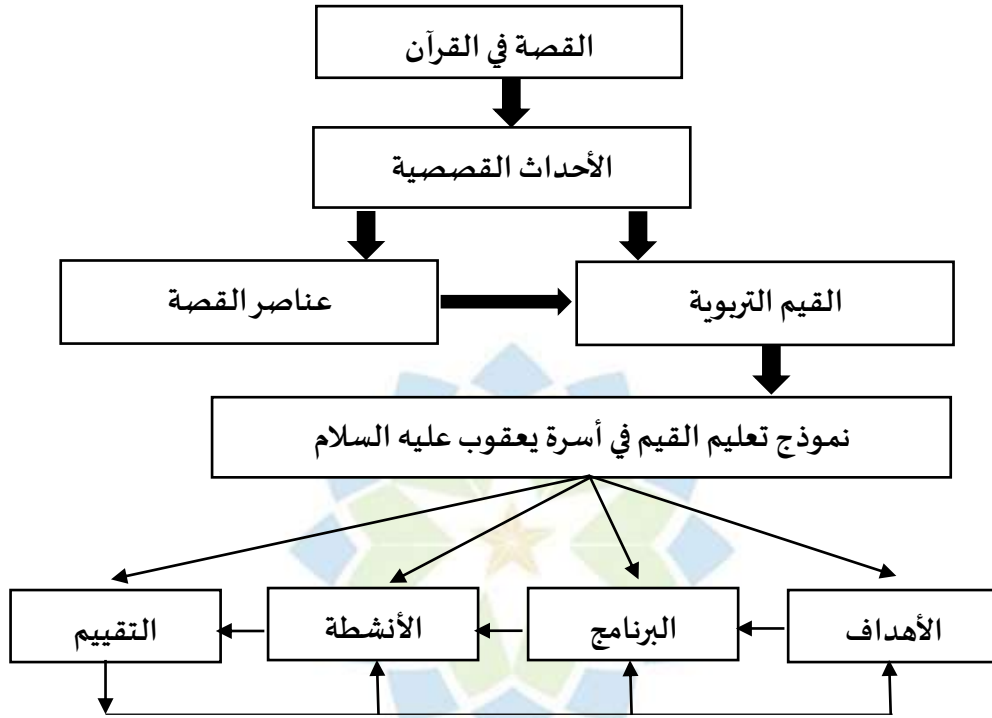 القصة في القرآن
الأحداث القصصية
القيم التربوية
عناصر القصة
نموذج تعليم القيم في أسرة يعقوب عليه السلام
الأهداف
البرنامج
الأنشطة
التقييم